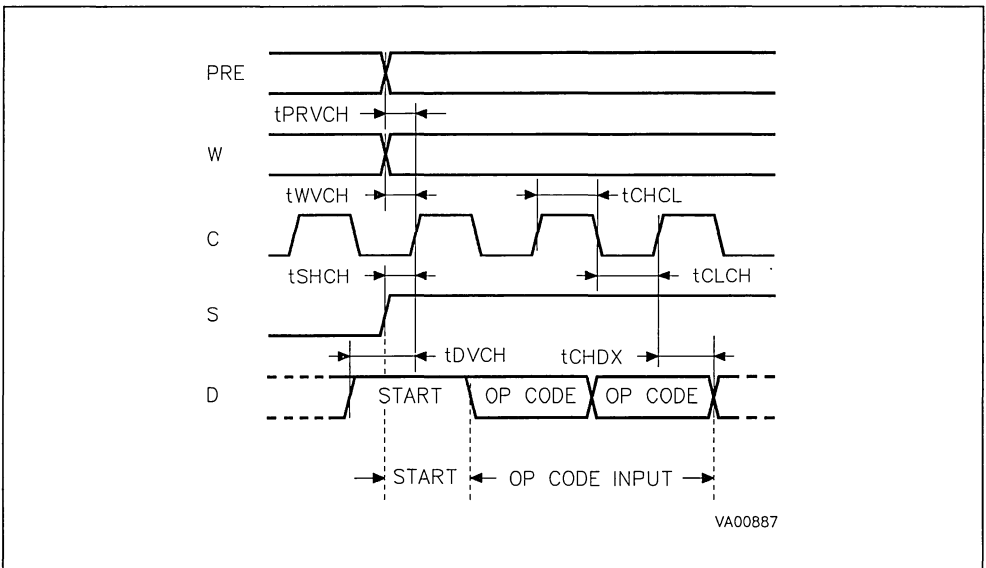 PRE
tPRVCH
W
tWVCH
tCHCL
C
tSHCH
tCLCH
S
tDVCH
tCHDX
D
START
OP CODE
OP CODE
START
OP CODE INPUT
VA00887